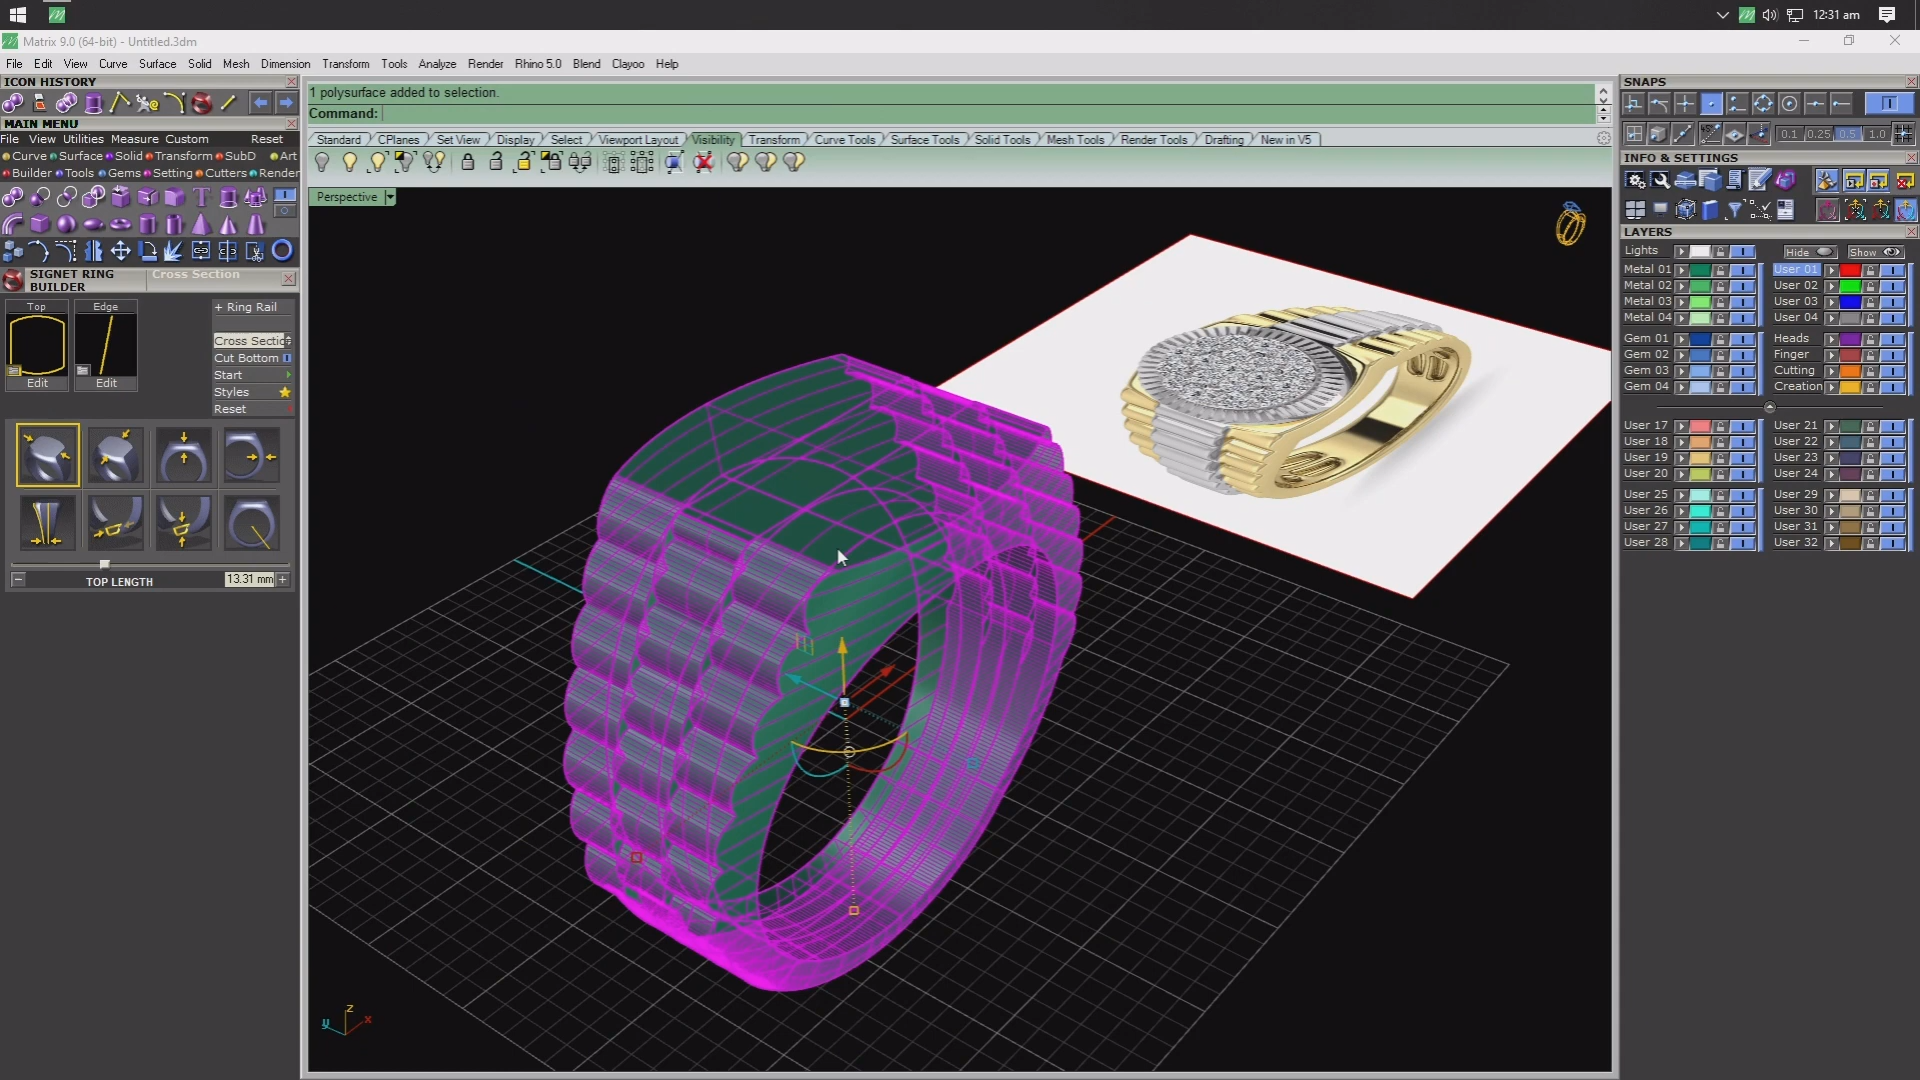 12:31 am
Matrix 9.0 (64-bit) - Untitled.3dm
File Edit View Curve Surface Solid Mesh Dimension Transform Tools Analyze Render Rhino 5.0 Blend Clayoo Help
ICON HISTORY
MAIN MENU
File View Utilities Measure Custom Reset
Curve Surface Solid Transform SubD Art
Builder Tools Gems Setting Cutters Render
SIGNET RING BUILDER Cross Section
Top Edge
+ Ring Rail
Cross Sectio
Cut Bottom
Start
Edit Edit
Styles
Reset
TOP LENGTH 13.31 mm
1 polysurface added to selection.
Command:
Standard CPlanes Set View Display Select Viewport Layout Visibility Transform Curve Tools Surface Tools Solid Tools Mesh Tools Render Tools Drafting New in V5
Perspective
z
y x
SNAPS
0.1 0.25 0.5 1.0
INFO & SETTINGS
LAYERS
Lights Hide Show
Metal 01 User 01
Metal 02 User 02
Metal 03 User 03
Metal 04 User 04
Gem 01 Heads
Gem 02 Finger
Gem 03 Cutting
Gem 04 Creation
User 17 User 21
User 18 User 22
User 19 User 23
User 20 User 24
User 25 User 29
User 26 User 30
User 27 User 31
User 28 User 32